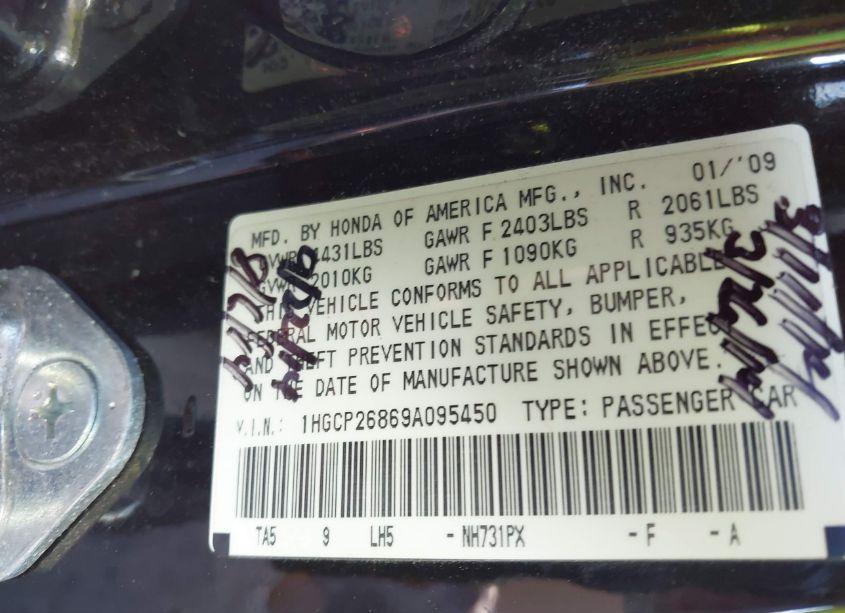 MFD. BY HONDA OF AMERICA MFG., INC. 01/'09
GVWR 4431LBS GAWR F 2403LBS R 2061LBS
GVWR 2010KG GAWR F 1090KG R 935KG
THIS VEHICLE CONFORMS TO ALL APPLICABLE
FEDERAL MOTOR VEHICLE SAFETY, BUMPER,
AND THEFT PREVENTION STANDARDS IN EFFECT
ON THE DATE OF MANUFACTURE SHOWN ABOVE.
V.I.N.: 1HGCP26869A095450 TYPE: PASSENGER CAR
TA5 9 LH5 -NH731PX -F -A